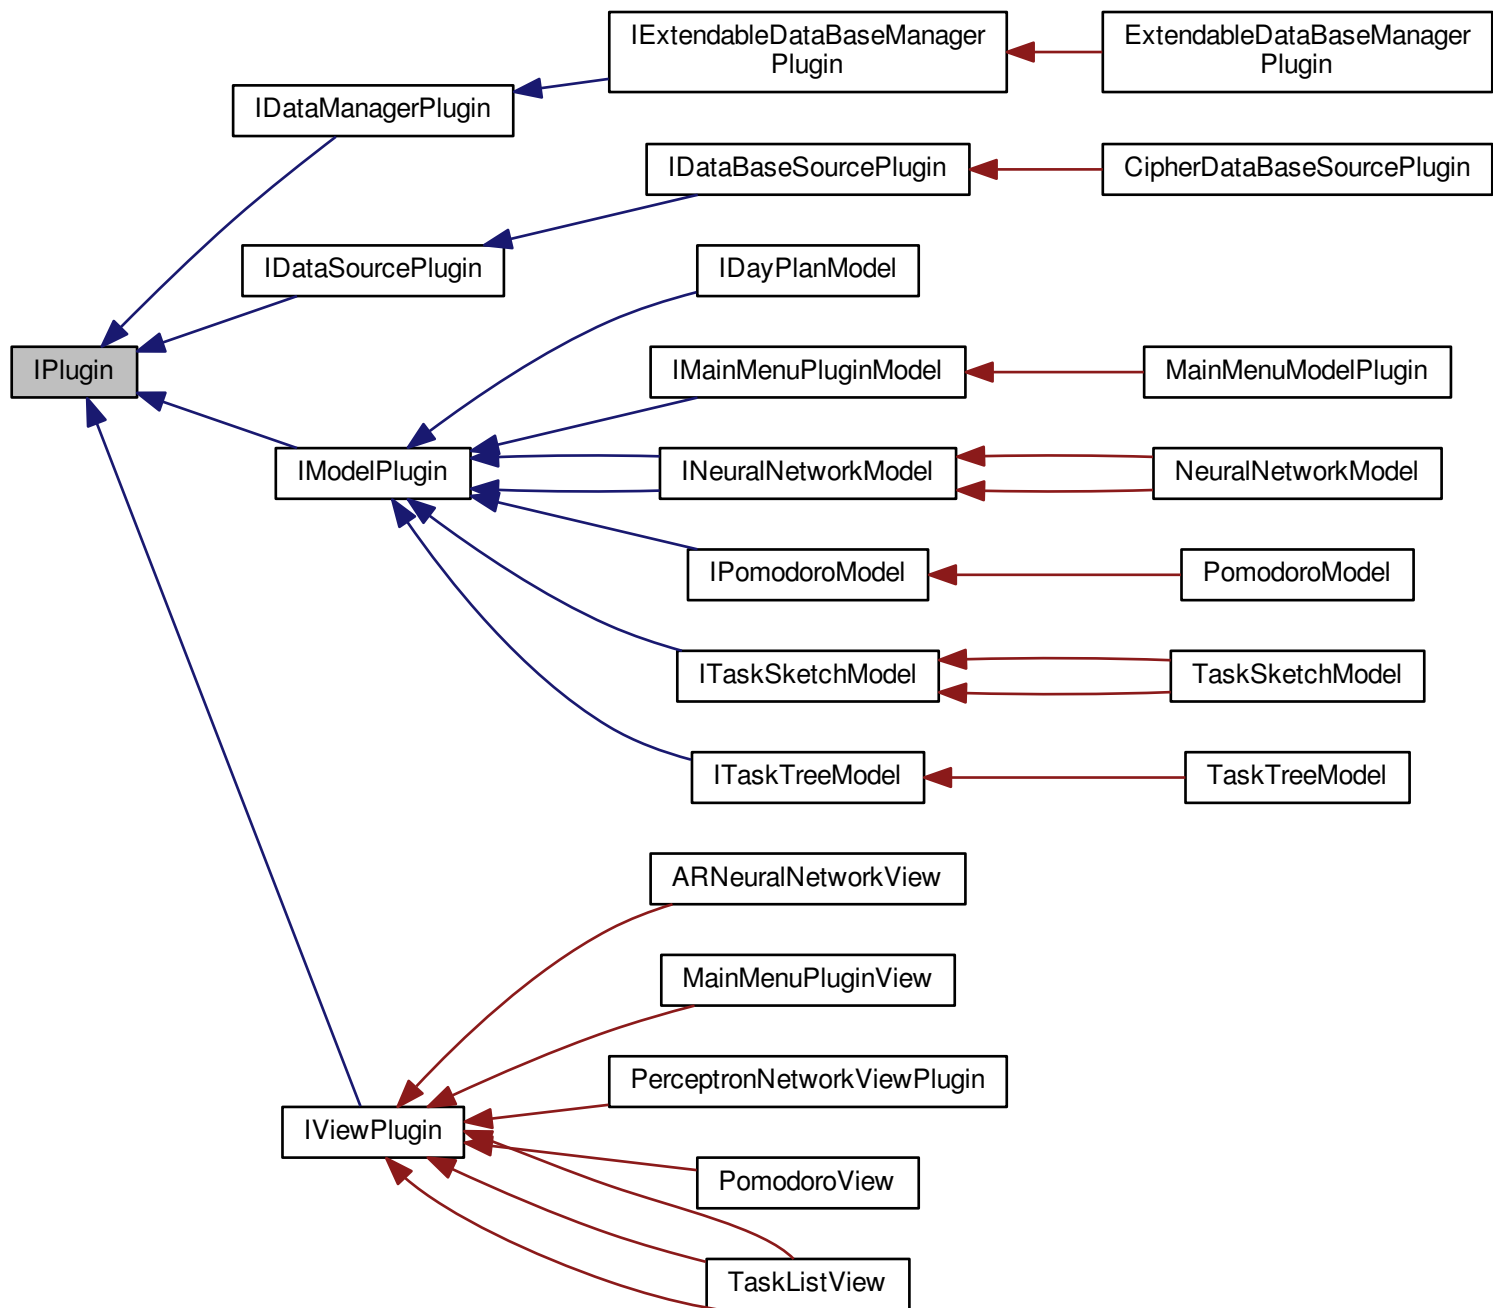 IExtendableDataBaseManager
Plugin
ExtendableDataBaseManager
Plugin
IDataManagerPlugin
IDataBaseSourcePlugin
CipherDataBaseSourcePlugin
IDataSourcePlugin
IDayPlanModel
IPlugin
IMainMenuPluginModel
MainMenuModelPlugin
IModelPlugin
INeuralNetworkModel
NeuralNetworkModel
IPomodoroModel
PomodoroModel
ITaskSketchModel
TaskSketchModel
ITaskTreeModel
TaskTreeModel
ARNeuralNetworkView
MainMenuPluginView
PerceptronNetworkViewPlugin
IViewPlugin
PomodoroView
TaskListView